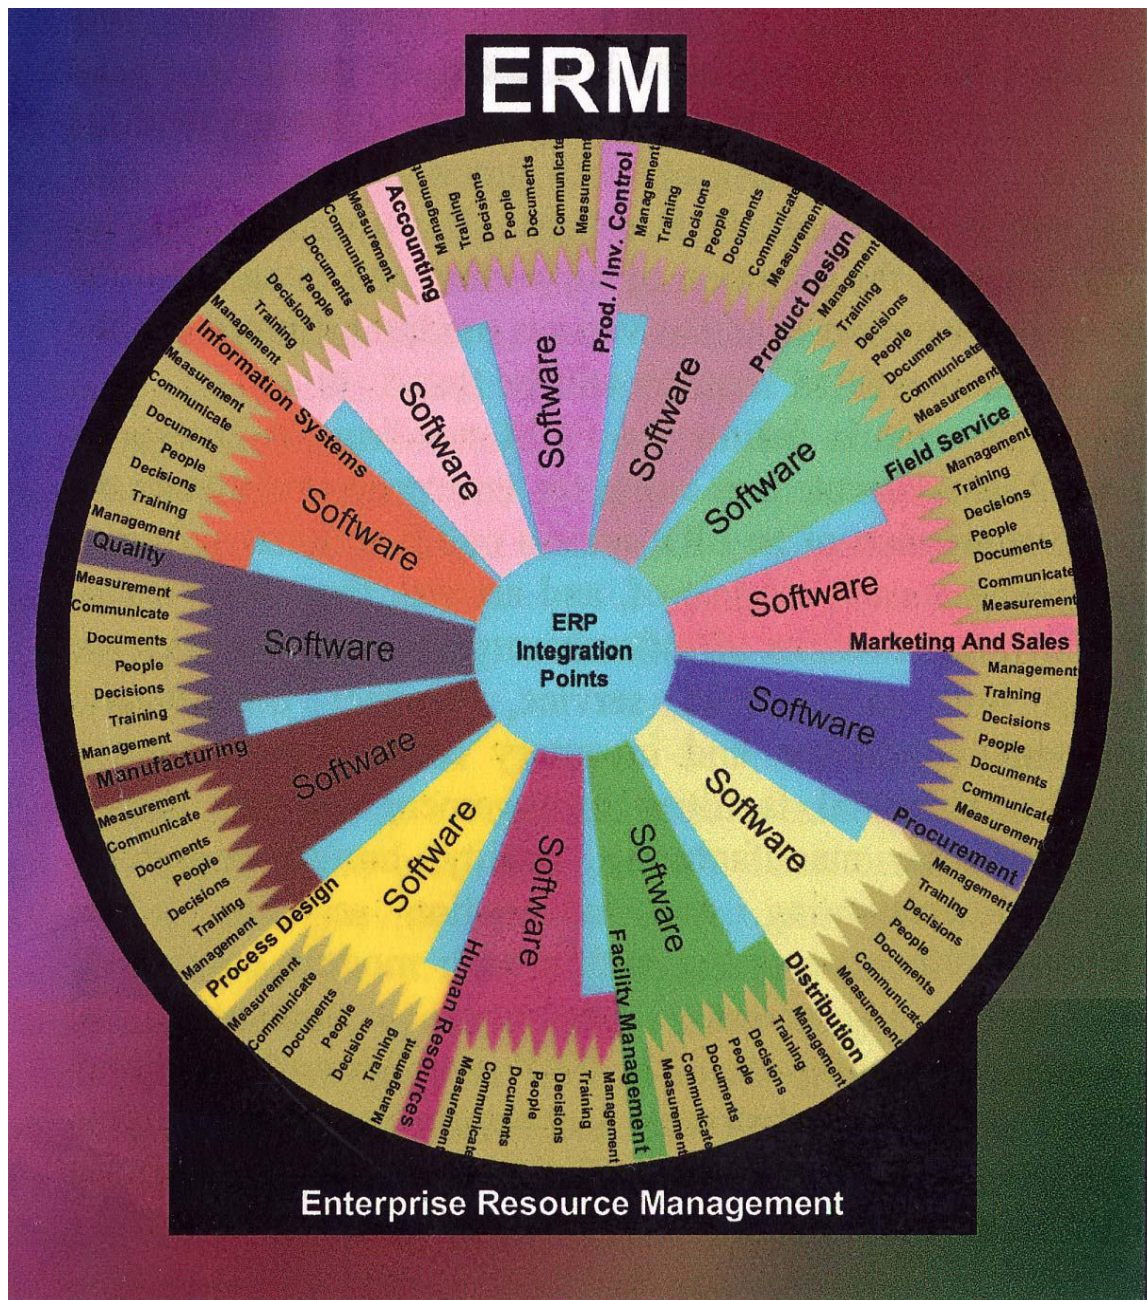 ERM
Accounting
Management
Training
Decisions
People
Documents
Communicate
Measurement
Software
Prod. / Inv. Control
Management
Training
Decisions
People
Documents
Communicate
Measurement
Software
Product Design
Management
Training
Decisions
People
Documents
Communicate
Measurement
Software
Field Service
Management
Training
Decisions
People
Documents
Communicate
Measurement
Software
Marketing And Sales
Management
Training
Decisions
People
Documents
Communicate
Measurement
Software
Procurement
Management
Training
Decisions
People
Documents
Communicate
Measurement
Software
Distribution
Management
Training
Decisions
People
Documents
Communicate
Measurement
Software
Facility Management
Management
Training
Decisions
People
Documents
Communicate
Measurement
Software
Human Resources
Management
Training
Decisions
People
Documents
Communicate
Measurement
Software
Process Design
Management
Training
Decisions
People
Documents
Communicate
Measurement
Software
Manufacturing
Management
Training
Decisions
People
Documents
Communicate
Measurement
Software
Quality
Management
Training
Decisions
People
Documents
Communicate
Measurement
Software
Information Systems
Management
Training
Decisions
People
Documents
Communicate
Measurement
Software
ERP
Integration
Points
Enterprise Resource Management